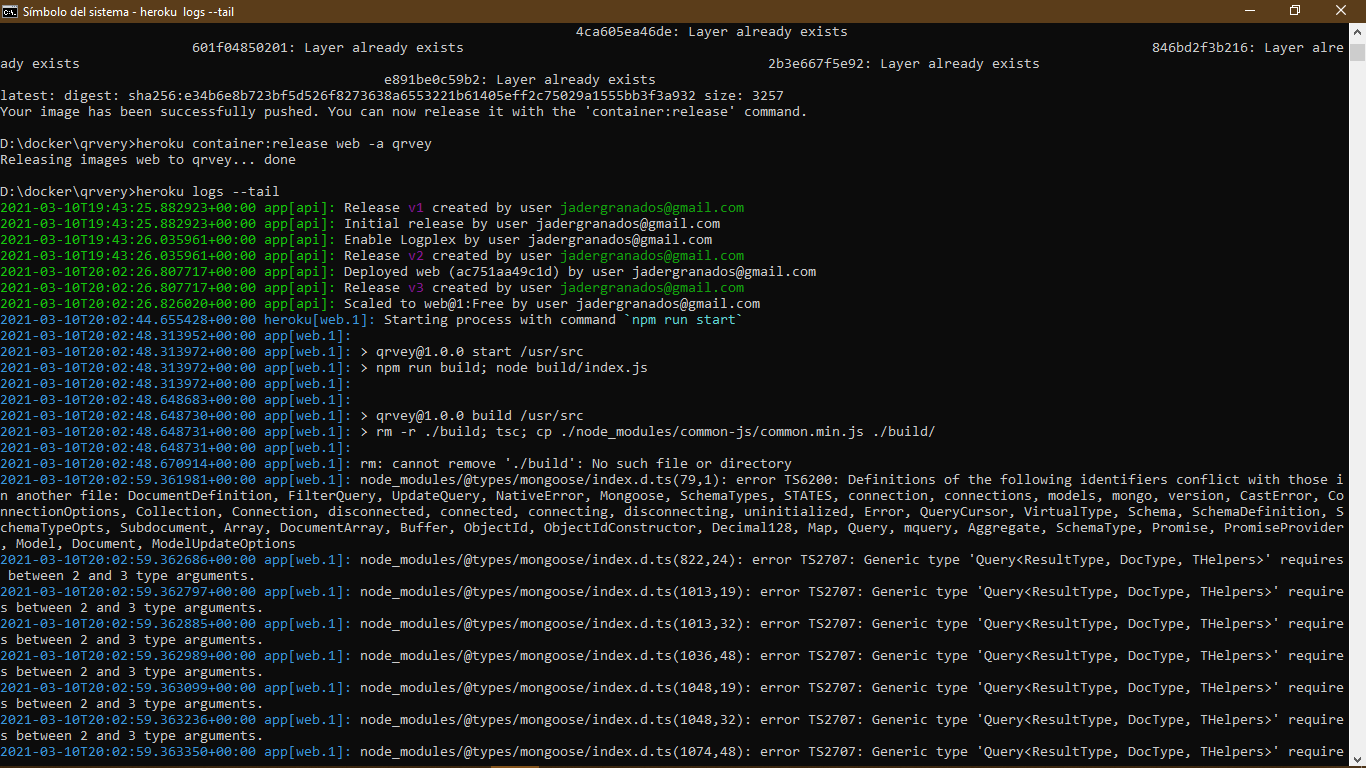 Símbolo del sistema - heroku  logs --tail
4ca605ea46de: Layer already exists
601f04850201: Layer already exists 846bd2f3b216: Layer alre
ady exists 2b3e667f5e92: Layer already exists
e891be0c59b2: Layer already exists
latest: digest: sha256:e34b6e8b723bf5d526f8273638a6553221b61405eff2c75029a1555bb3f3a932 size: 3257
Your image has been successfully pushed. You can now release it with the 'container:release' command.
D:\docker\qrvery>heroku container:release web -a qrvey
Releasing images web to qrvey... done
D:\docker\qrvery>heroku logs --tail
2021-03-10T19:43:25.882923+00:00 app[api]: Release v1 created by user jadergranados@gmail.com
2021-03-10T19:43:25.882923+00:00 app[api]: Initial release by user jadergranados@gmail.com
2021-03-10T19:43:26.035961+00:00 app[api]: Enable Logplex by user jadergranados@gmail.com
2021-03-10T19:43:26.035961+00:00 app[api]: Release v2 created by user jadergranados@gmail.com
2021-03-10T20:02:26.807717+00:00 app[api]: Deployed web (ac751aa49c1d) by user jadergranados@gmail.com
2021-03-10T20:02:26.807717+00:00 app[api]: Release v3 created by user jadergranados@gmail.com
2021-03-10T20:02:26.826020+00:00 app[api]: Scaled to web@1:Free by user jadergranados@gmail.com
2021-03-10T20:02:44.655428+00:00 heroku[web.1]: Starting process with command `npm run start`
2021-03-10T20:02:48.313952+00:00 app[web.1]:
2021-03-10T20:02:48.313972+00:00 app[web.1]: > qrvey@1.0.0 start /usr/src
2021-03-10T20:02:48.313972+00:00 app[web.1]: > npm run build; node build/index.js
2021-03-10T20:02:48.313972+00:00 app[web.1]:
2021-03-10T20:02:48.648683+00:00 app[web.1]:
2021-03-10T20:02:48.648730+00:00 app[web.1]: > qrvey@1.0.0 build /usr/src
2021-03-10T20:02:48.648731+00:00 app[web.1]: > rm -r ./build; tsc; cp ./node_modules/common-js/common.min.js ./build/
2021-03-10T20:02:48.648731+00:00 app[web.1]:
2021-03-10T20:02:48.670914+00:00 app[web.1]: rm: cannot remove './build': No such file or directory
2021-03-10T20:02:59.361981+00:00 app[web.1]: node_modules/@types/mongoose/index.d.ts(79,1): error TS6200: Definitions of the following identifiers conflict with those i
n another file: DocumentDefinition, FilterQuery, UpdateQuery, NativeError, Mongoose, SchemaTypes, STATES, connection, connections, models, mongo, version, CastError, Co
nnectionOptions, Collection, Connection, disconnected, connected, connecting, disconnecting, uninitialized, Error, QueryCursor, VirtualType, Schema, SchemaDefinition, S
chemaTypeOpts, Subdocument, Array, DocumentArray, Buffer, ObjectId, ObjectIdConstructor, Decimal128, Map, Query, mquery, Aggregate, SchemaType, Promise, PromiseProvider
, Model, Document, ModelUpdateOptions
2021-03-10T20:02:59.362686+00:00 app[web.1]: node_modules/@types/mongoose/index.d.ts(822,24): error TS2707: Generic type 'Query<ResultType, DocType, THelpers>' requires
 between 2 and 3 type arguments.
2021-03-10T20:02:59.362797+00:00 app[web.1]: node_modules/@types/mongoose/index.d.ts(1013,19): error TS2707: Generic type 'Query<ResultType, DocType, THelpers>' require
s between 2 and 3 type arguments.
2021-03-10T20:02:59.362885+00:00 app[web.1]: node_modules/@types/mongoose/index.d.ts(1013,32): error TS2707: Generic type 'Query<ResultType, DocType, THelpers>' require
s between 2 and 3 type arguments.
2021-03-10T20:02:59.362989+00:00 app[web.1]: node_modules/@types/mongoose/index.d.ts(1036,48): error TS2707: Generic type 'Query<ResultType, DocType, THelpers>' require
s between 2 and 3 type arguments.
2021-03-10T20:02:59.363099+00:00 app[web.1]: node_modules/@types/mongoose/index.d.ts(1048,19): error TS2707: Generic type 'Query<ResultType, DocType, THelpers>' require
s between 2 and 3 type arguments.
2021-03-10T20:02:59.363236+00:00 app[web.1]: node_modules/@types/mongoose/index.d.ts(1048,32): error TS2707: Generic type 'Query<ResultType, DocType, THelpers>' require
s between 2 and 3 type arguments.
2021-03-10T20:02:59.363350+00:00 app[web.1]: node_modules/@types/mongoose/index.d.ts(1074,48): error TS2707: Generic type 'Query<ResultType, DocType, THelpers>' require